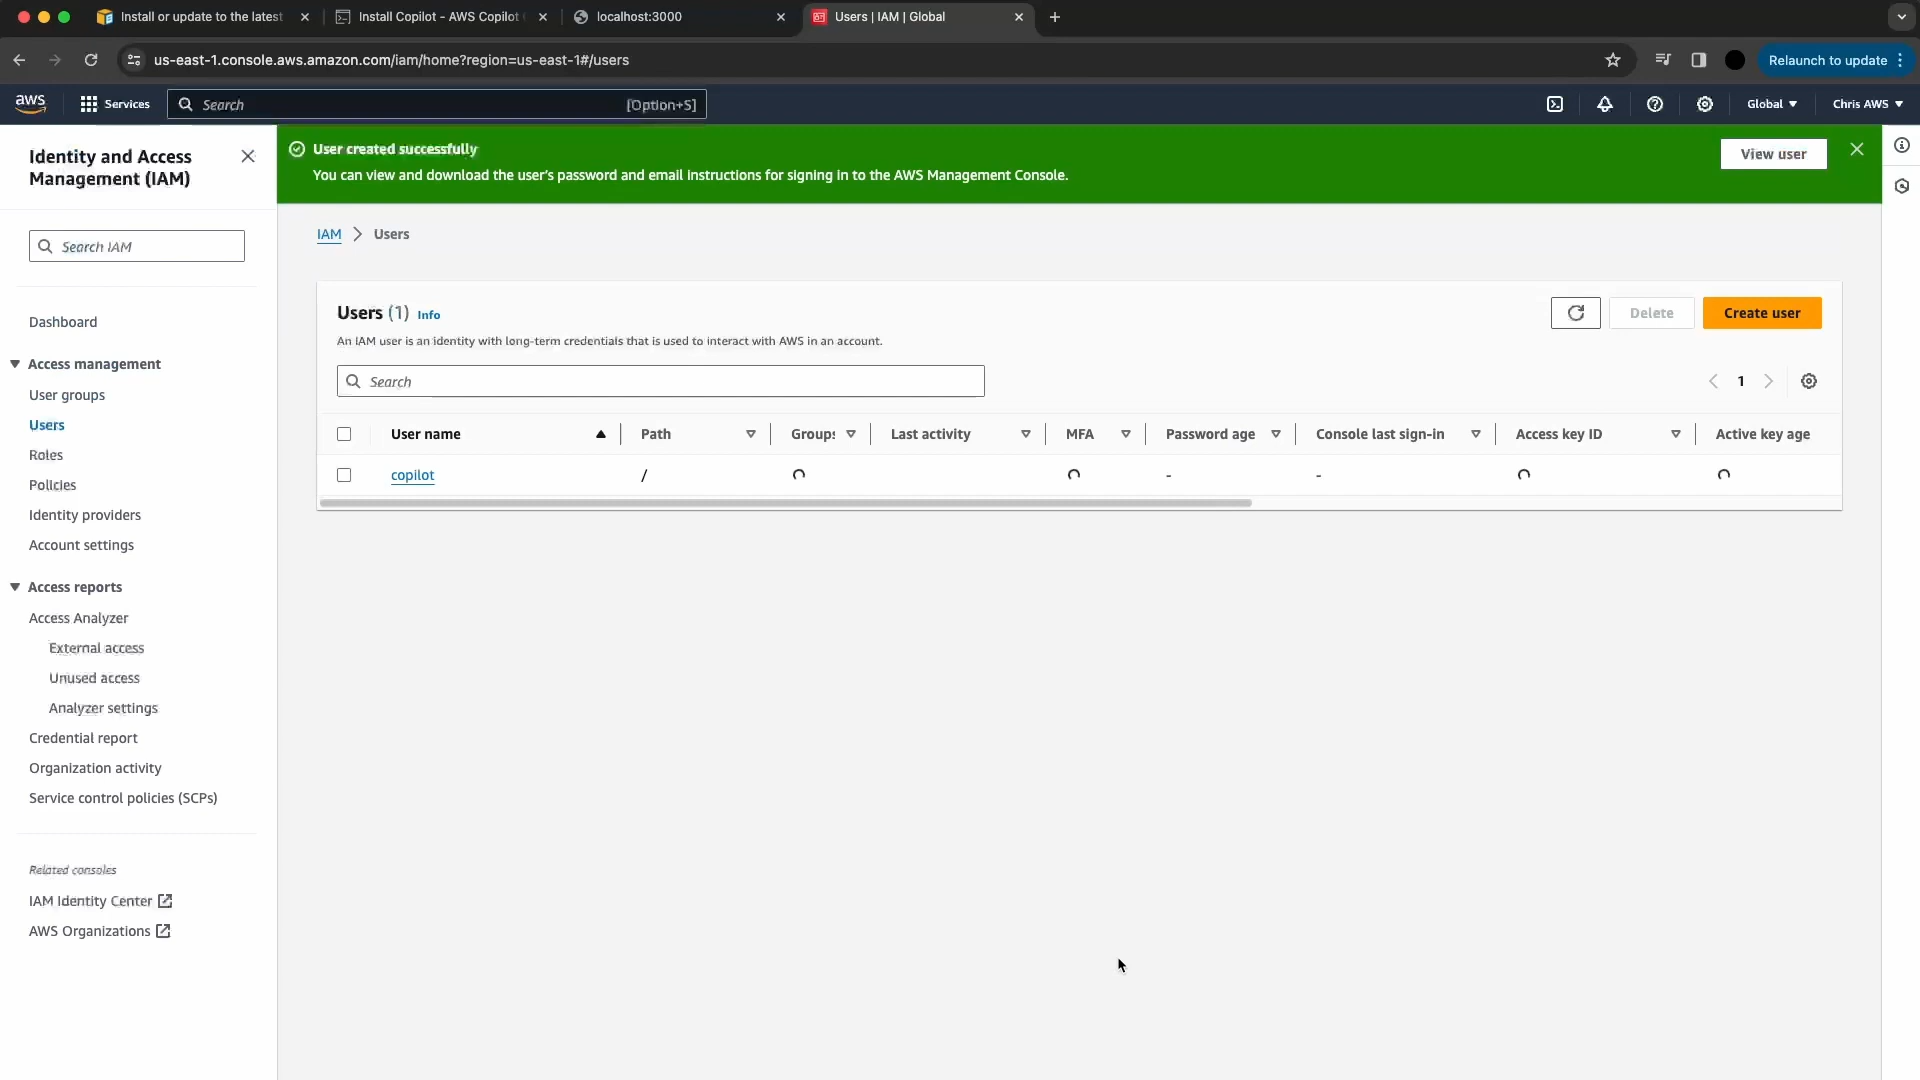 Install or update to the latest
Install Copilot - AWS Copilot
localhost:3000
Users | IAM | Global
us-east-1.console.aws.amazon.com/iam/home?region=us-east-1#/users
Relaunch to update
aws
Services
Search
[Option+S]
Global
Chris AWS
Identity and Access
Management (IAM)
Search IAM
Dashboard
Access management
User groups
Users
Roles
Policies
Identity providers
Account settings
Access reports
Access Analyzer
External access
Unused access
Analyzer settings
Credential report
Organization activity
Service control policies (SCPs)
Related consoles
IAM Identity Center
AWS Organizations
User created successfully
You can view and download the user's password and email instructions for signing in to the AWS Management Console.
View user
IAM > Users
Users (1) Info
Delete
Create user
An IAM user is an identity with long-term credentials that is used to interact with AWS in an account.
Search
1
User name Path Groups Last activity MFA Password age Console last sign-in Access key ID Active key age
copilot / - -